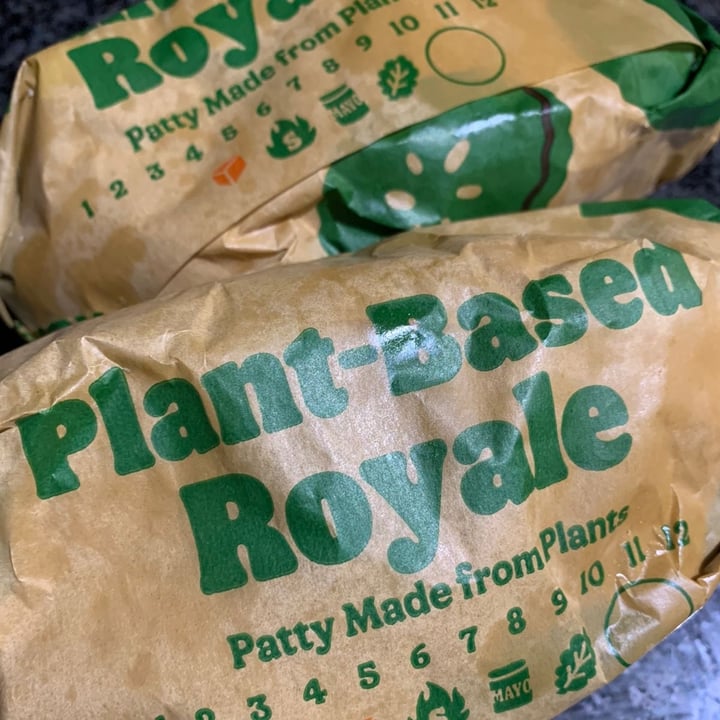 Royale
Patty Made from Plants
1 2 3 4 5 6 7 8 9 10 11 12
S
MAYO
Plant-Based
Royale
Patty Made from Plants
3 4 5 6 7 8 9 10 11 12
S
MAYO